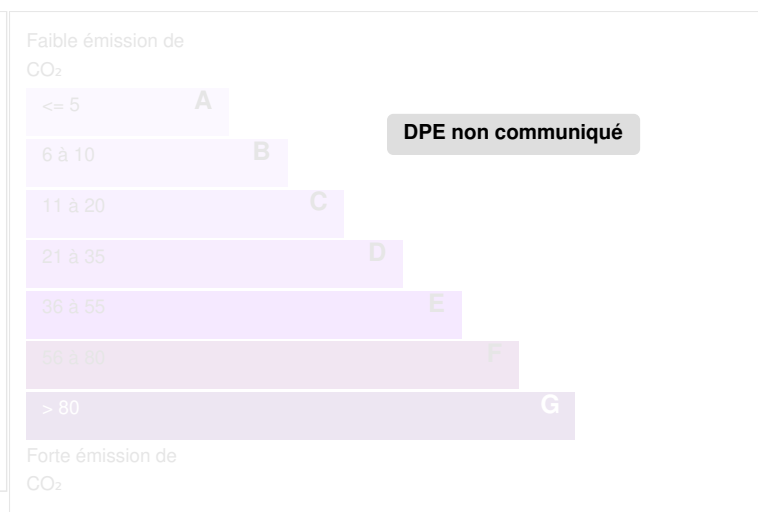 Faible émission de
CO₂
<= 5 A
DPE non communiqué
6 à 10 B
11 à 20 C
21 à 35 D
36 à 55 E
56 à 80 F
> 80 G
Forte émission de
CO₂